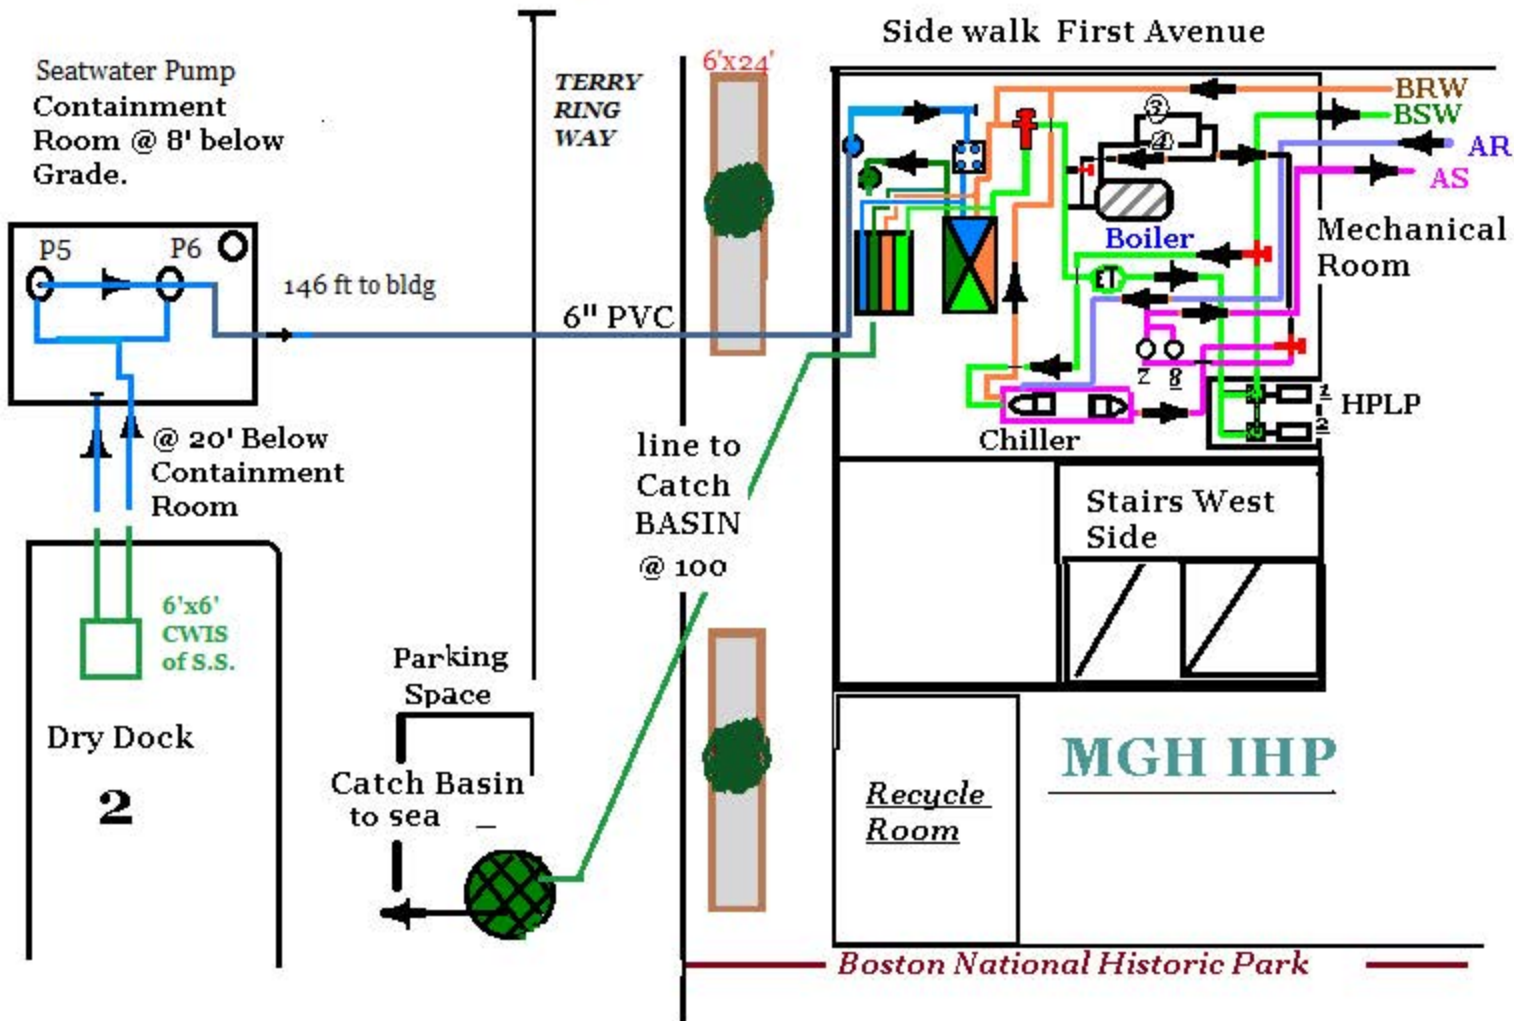 Side walk First Avenue
Seatwater Pump
Containment
Room @ 8' below
Grade.
TERRY
RING
WAY
6'x24'
BRW
BSW
AR
AS
3
4
P5
P6
146 ft to bldg
6" PVC
Boiler
Mechanical
Room
ET
7
8
1
2
HPLP
Chiller
@ 20' Below
Containment
Room
line to
Catch
BASIN
@ 100
Stairs West
Side
6'x6'
CWIS
of S.S.
Parking
Space
Dry Dock
2
Catch Basin
to sea
MGH IHP
Recycle
Room
Boston National Historic Park